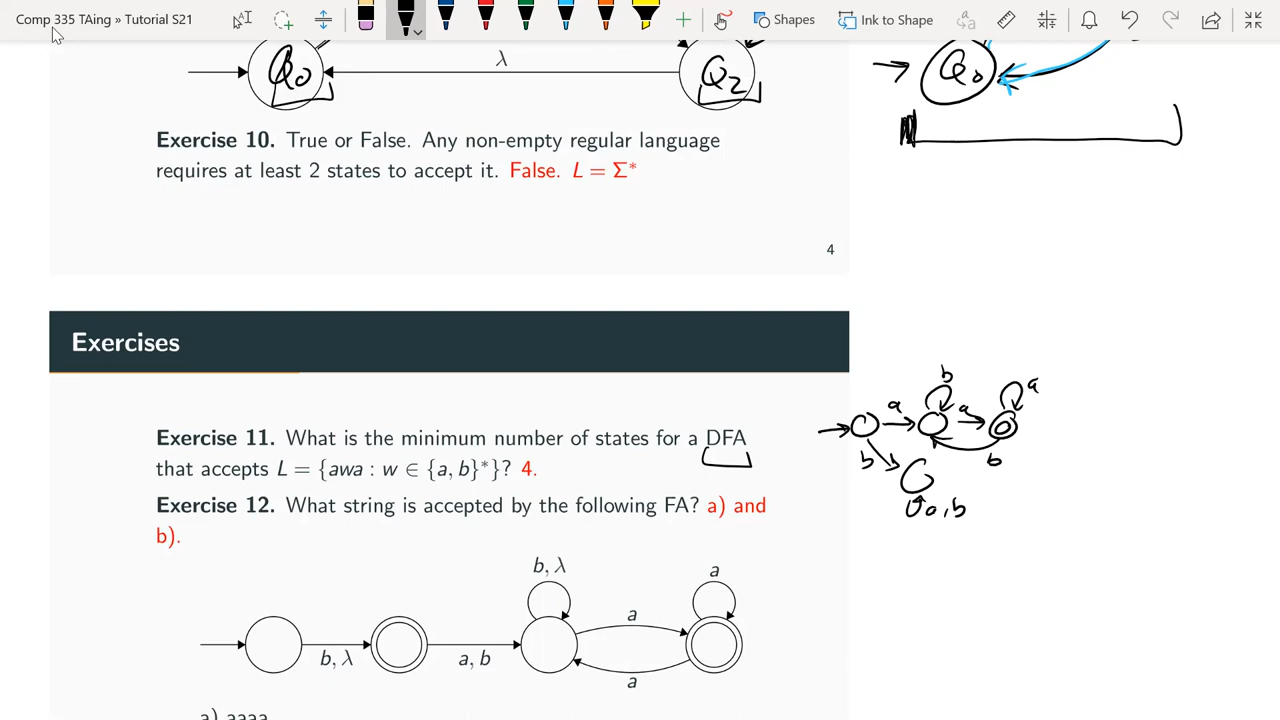 Comp 335 TAing » Tutorial S21
Shapes
Ink to Shape
Q0
λ
Q2
Q0
Exercise 10. True or False. Any non-empty regular language
requires at least 2 states to accept it. False. L = Σ*
4
Exercises
Exercise 11. What is the minimum number of states for a DFA
that accepts L = {awa : w ∈ {a, b}*}? 4.
Exercise 12. What string is accepted by the following FA? a) and
b).
b
a
a
a
b
b
a,b
b, λ
a
a
b, λ
a, b
a
a) aaaa